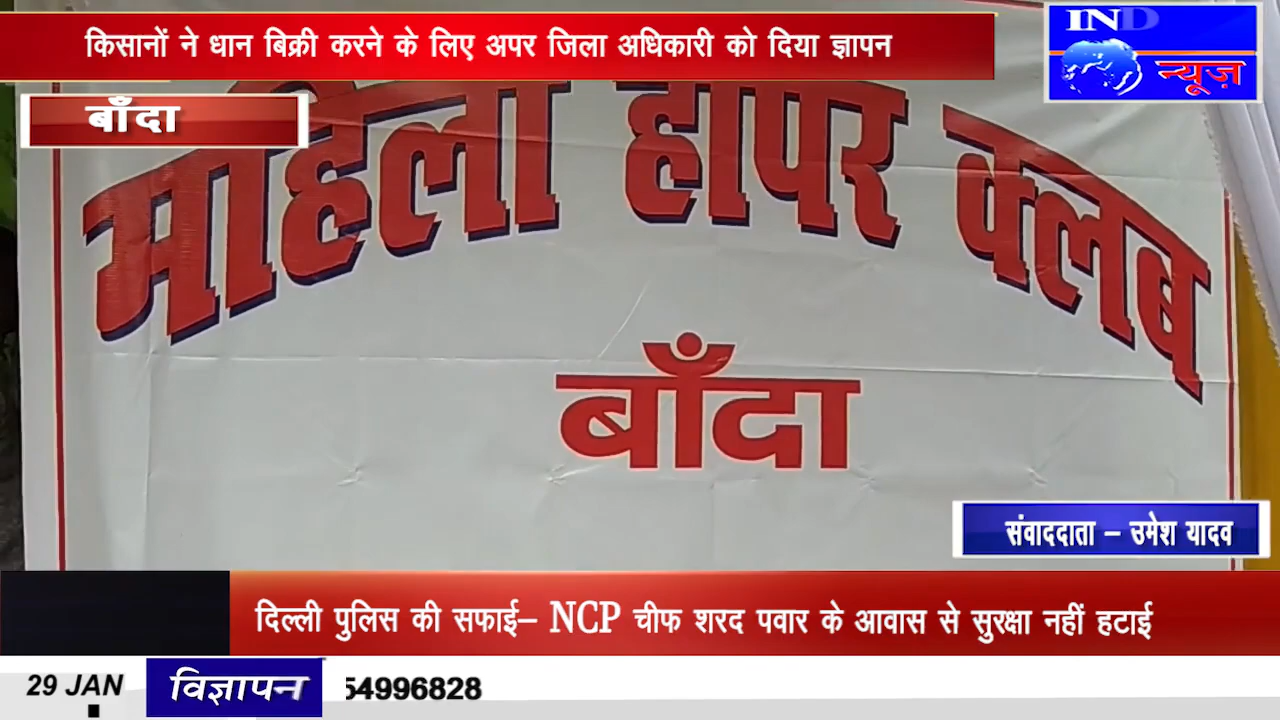 किसानों ने धान बिक्री करने के लिए अपर जिला अधिकारी को दिया ज्ञापन
IND
न्यूज़
बाँदा
महिला हापर क्लब
बाँदा
संवाददाता – उमेश यादव
दिल्ली पुलिस की सफाई– NCP चीफ शरद पवार के आवास से सुरक्षा नहीं हटाई
29 JAN
विज्ञापन
54996828